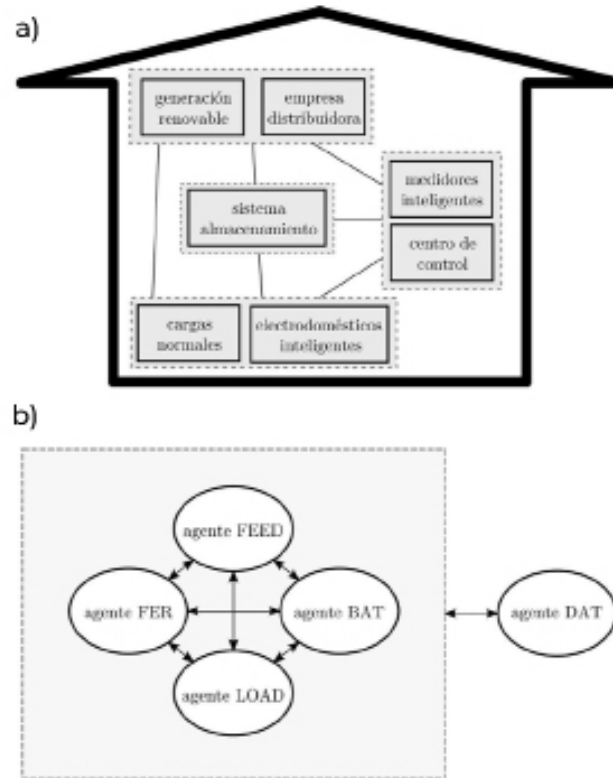 a)
generación
renovable
empresa
distribuidora
medidores
inteligentes
sistema
almacenamiento
centro de
control
cargas
normales
electrodomésticos
inteligentes
b)
agente FEED
agente FER
agente BAT
agente DAT
agente LOAD